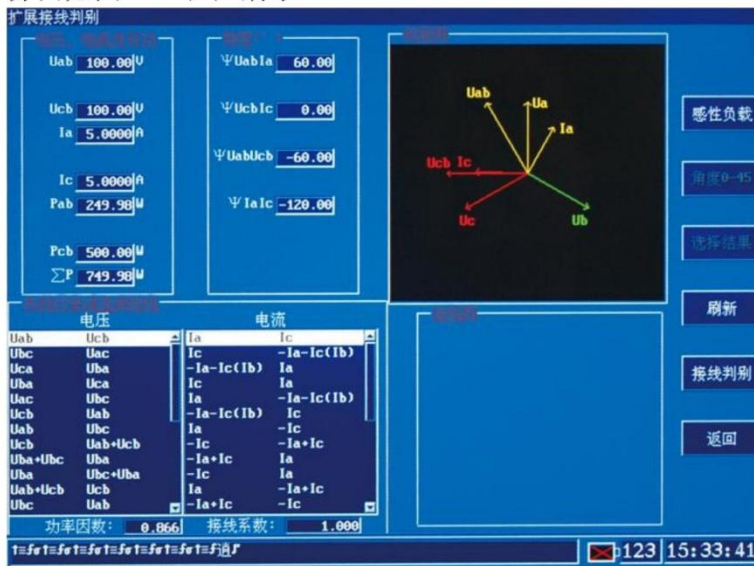 扩展接线判别
Uab 100.00 V
Ucb 100.00 V
Ia 5.0000 A
Ic 5.0000 A
Pab 249.98 W
Pcb 500.00 W
∑P 749.98 W
ΨUabIa 60.00
ΨUcbIc 0.00
ΨUabUcb -60.00
ΨIaIc -120.00
Uab
Ua
Ia
Ucb Ic
Uc
Ub
感性负载
角度0-45
选择结果
刷新
接线判别
返回
电压 电流
Uab Ucb Ia Ic
Ubc Uac Ic -Ia-Ic(Ib)
Uca Uba -Ia-Ic(Ib) Ia
Uba Uca Ic Ia
Uac Ubc Ia -Ia-Ic(Ib)
Ucb Uab -Ia-Ic(Ib) Ic
Uab Ubc Ia -Ic
Ucb Uab+Ucb -Ic -Ia+Ic
Uba+Ubc Uba -Ia+Ic Ia
Uba Ubc+Uba -Ic Ia
Uab+Ucb Ucb Ia -Ia+Ic
Ubc Uab -Ia+Ic -Ic
功率因数: 0.866 接线系数: 1.000
123 15:33:41